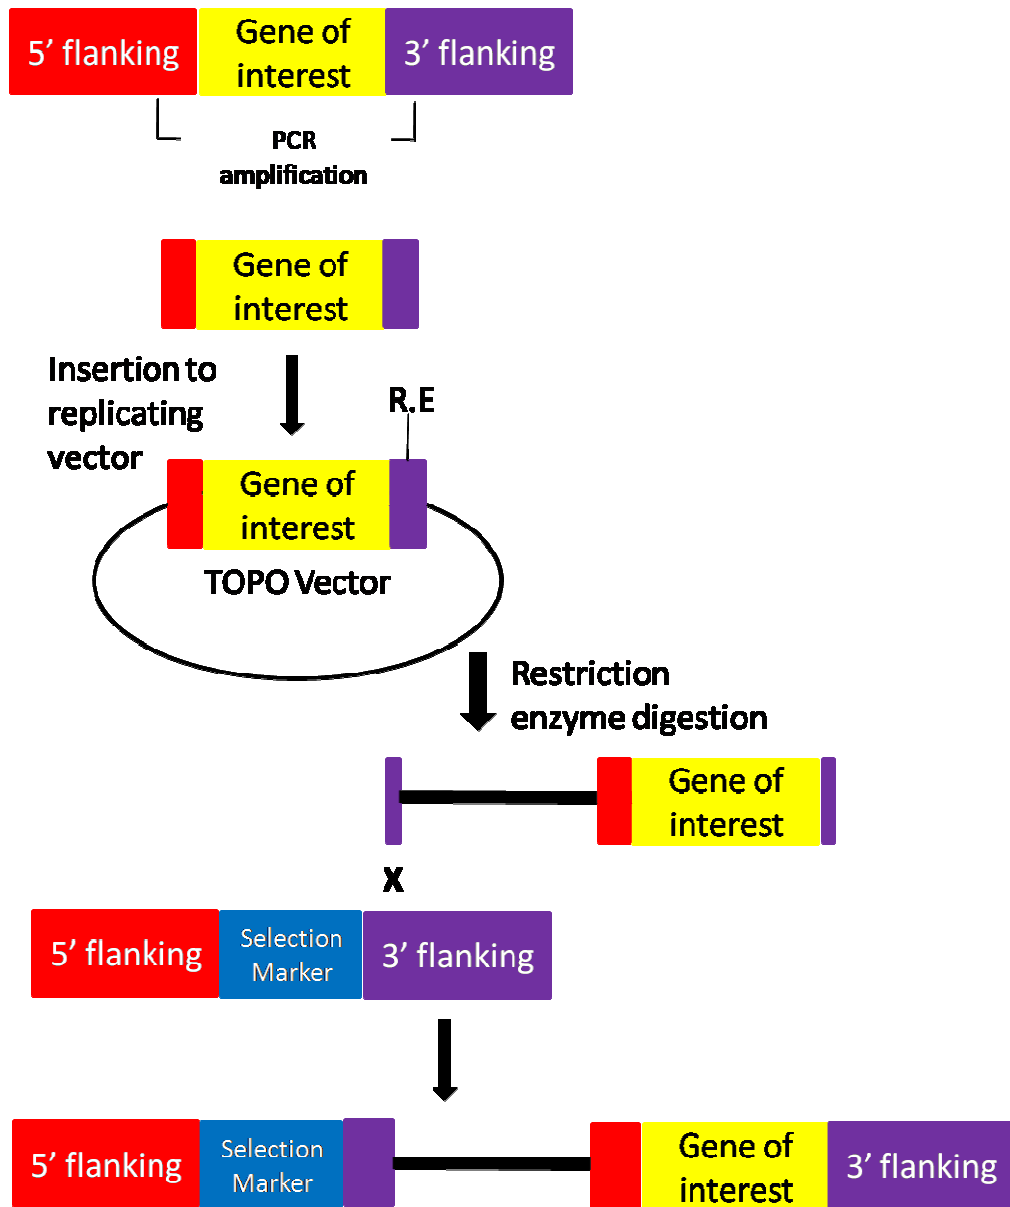 5’ flanking
Gene of
interest
3’ flanking
PCR
amplification
Gene of
interest
Insertion to
replicating
vector
R.E
Gene of
interest
TOPO Vector
Restriction
enzyme digestion
Gene of
interest
X
5’ flanking
Selection
Marker
3’ flanking
5’ flanking
Selection
Marker
Gene of
interest
3’ flanking